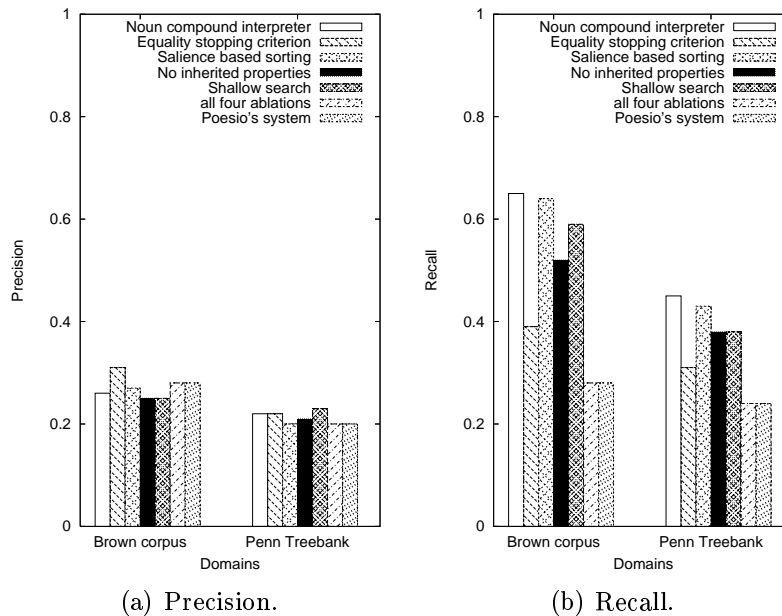 1
0.8
0.6
0.4
0.2
0
Precision
Noun compound interpreter
Equality stopping criterion
Salience based sorting
No inherited properties
Shallow search
all four ablations
Poesio's system
Brown corpus
Penn Treebank
Domains
(a) Precision.
1
0.8
0.6
0.4
0.2
0
Recall
Noun compound interpreter
Equality stopping criterion
Salience based sorting
No inherited properties
Shallow search
all four ablations
Poesio's system
Brown corpus
Penn Treebank
Domains
(b) Recall.